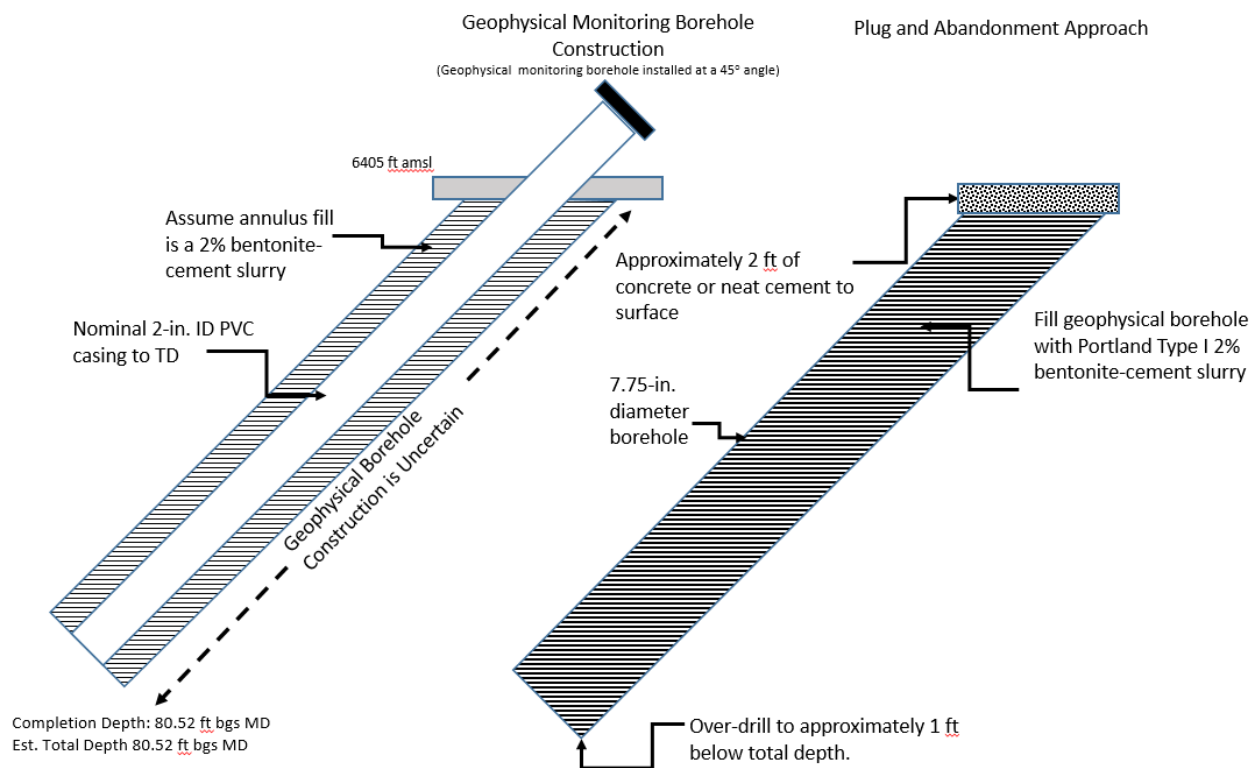 Geophysical Monitoring Borehole
Construction
(Geophysical monitoring borehole installed at a 45° angle)
Plug and Abandonment Approach
6405 ft amsl
Assume annulus fill
is a 2% bentonite-
cement slurry
Nominal 2-in. ID PVC
casing to TD
Geophysical Borehole
Construction is Uncertain
Completion Depth: 80.52 ft bgs MD
Est. Total Depth 80.52 ft bgs MD
Approximately 2 ft of
concrete or neat cement to
surface
7.75-in.
diameter
borehole
Fill geophysical borehole
with Portland Type I 2%
bentonite-cement slurry
Over-drill to approximately 1 ft
below total depth.